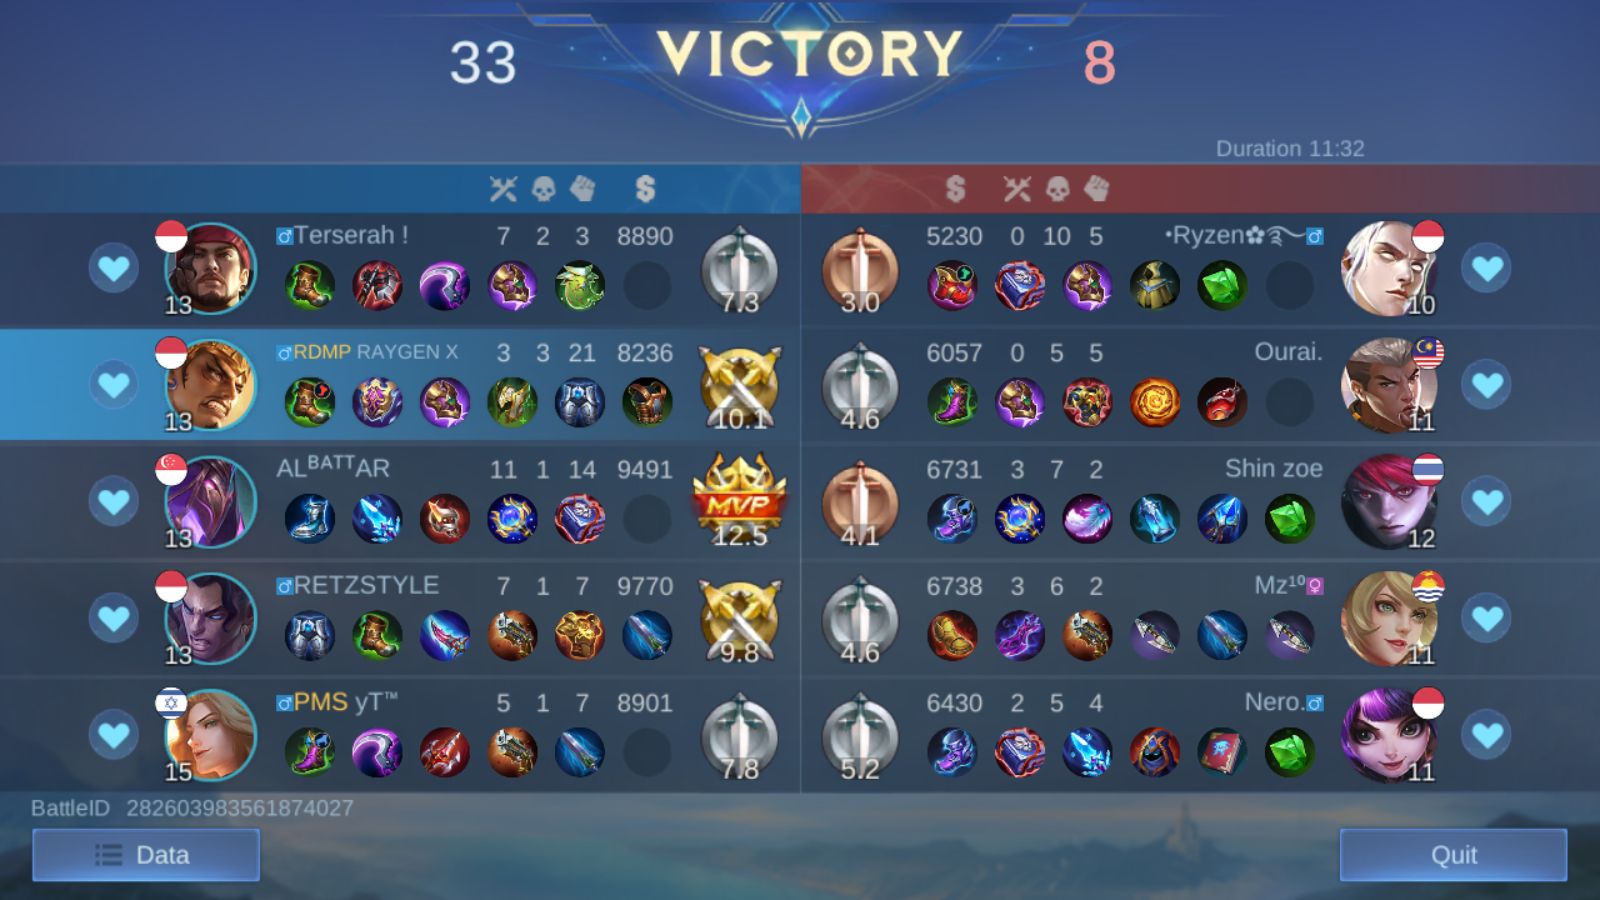 33 VICTORY 8
Duration 11:32
Terserah ! 7 2 3 8890
13 7.3
5230 0 10 5 •Ryzen✿
3.0 10
RDMP RAYGEN X 3 3 21 8236
13 10.1
6057 0 5 5 Ourai.
4.6 11
ALᴮᴬᵀᵀAR 11 1 14 9491
13 MVP 12.5
6731 3 7 2 Shin zoe
4.1 12
RETZSTYLE 7 1 7 9770
13 9.8
6738 3 6 2 Mz¹⁰
4.6 11
PMS yT™ 5 1 7 8901
15 7.8
6430 2 5 4 Nero.
5.2 11
BattleID 282603983561874027
Data Quit